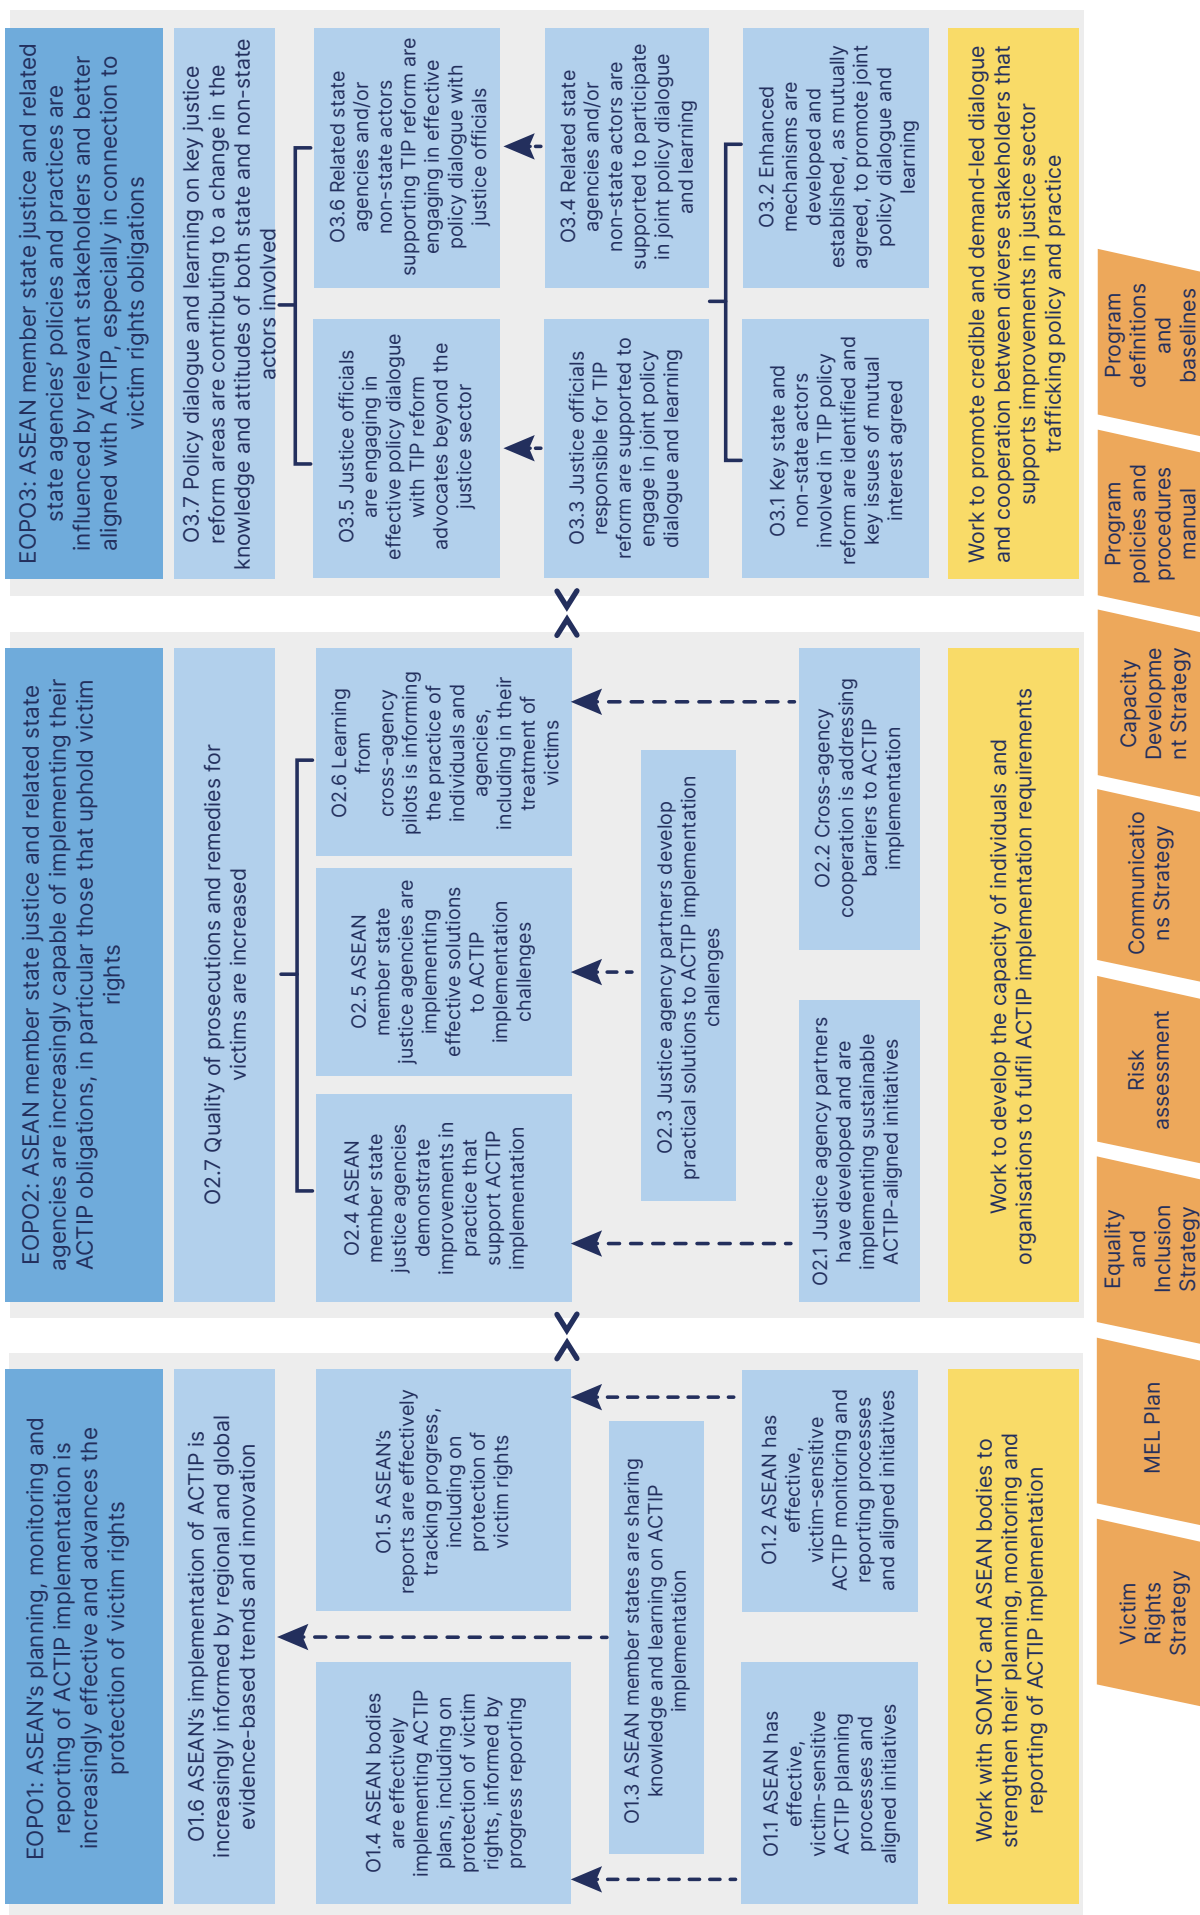 EOPO1: ASEAN's planning, monitoring and
reporting of ACTIP implementation is
increasingly effective and advances the
protection of victim rights
O1.6 ASEAN's implementation of ACTIP is
increasingly informed by regional and global
evidence-based trends and innovation
O1.4 ASEAN bodies
are effectively
implementing ACTIP
plans, including on
protection of victim
rights, informed by
progress reporting
O1.5 ASEAN's
reports are effectively
tracking progress,
including on
protection of
victim rights
O1.3 ASEAN member states are sharing
knowledge and learning on ACTIP
implementation
O1.1 ASEAN has
effective,
victim-sensitive
ACTIP planning
processes and
aligned initiatives
O1.2 ASEAN has
effective,
victim-sensitive
ACTIP monitoring and
reporting processes
and aligned initiatives
Work with SOMTC and ASEAN bodies to
strengthen their planning, monitoring and
reporting of ACTIP implementation
EOPO2: ASEAN member state justice and related state
agencies are increasingly capable of implementing their
ACTIP obligations, in particular those that uphold victim
rights
O2.7 Quality of prosecutions and remedies for
victims are increased
O2.4 ASEAN
member state
justice agencies
demonstrate
improvements in
practice that
support ACTIP
implementation
O2.5 ASEAN
member state
justice agencies are
implementing
effective solutions
to ACTIP
implementation
challenges
O2.6 Learning
from
cross-agency
pilots is informing
the practice of
individuals and
agencies,
including in their
treatment of
victims
O2.3 Justice agency partners develop
practical solutions to ACTIP implementation
challenges
O2.1 Justice agency partners
have developed and are
implementing sustainable
ACTIP-aligned initiatives
O2.2 Cross-agency
cooperation is addressing
barriers to ACTIP
implementation
Work to develop the capacity of individuals and
organisations to fulfil ACTIP implementation requirements
EOPO3: ASEAN member state justice and related
state agencies' policies and practices are
influenced by relevant stakeholders and better
aligned with ACTIP, especially in connection to
victim rights obligations
O3.7 Policy dialogue and learning on key justice
reform areas are contributing to a change in the
knowledge and attitudes of both state and non-state
actors involved
O3.5 Justice officials
are engaging in
effective policy dialogue
with TIP reform
advocates beyond the
justice sector
O3.6 Related state
agencies and/or
non-state actors
supporting TIP reform are
engaging in effective
policy dialogue with
justice officials
O3.3 Justice officials
responsible for TIP
reform are supported to
engage in joint policy
dialogue and learning
O3.4 Related state
agencies and/or
non-state actors are
supported to participate
in joint policy dialogue
and learning
O3.1 Key state and
non-state actors
involved in TIP policy
reform are identified and
key issues of mutual
interest agreed
O3.2 Enhanced
mechanisms are
developed and
established, as mutually
agreed, to promote joint
policy dialogue and
learning
Work to promote credible and demand-led dialogue
and cooperation between diverse stakeholders that
supports improvements in justice sector
trafficking policy and practice
Victim
Rights
Strategy
MEL Plan
Equality
and
Inclusion
Strategy
Risk
assessment
Communicatio
ns Strategy
Capacity
Developme
nt Strategy
Program
policies and
procedures
manual
Program
definitions
and
baselines